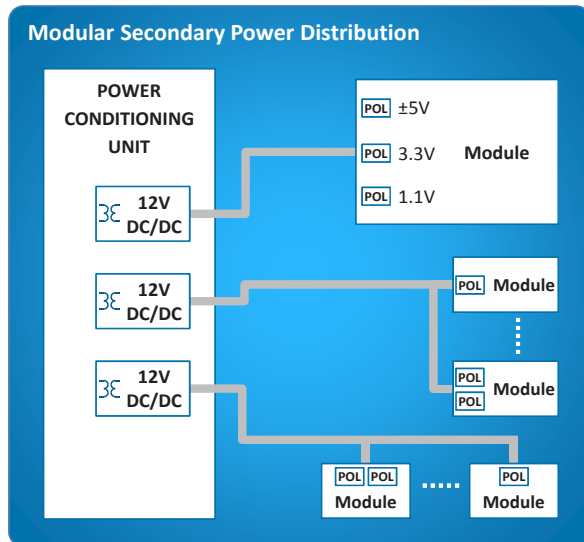 Modular Secondary Power Distribution
POWER
CONDITIONING
UNIT
12V
DC/DC
12V
DC/DC
12V
DC/DC
POL ±5V
POL 3.3V Module
POL 1.1V
POL Module
POL
POL Module
POL POL
Module
POL
Module